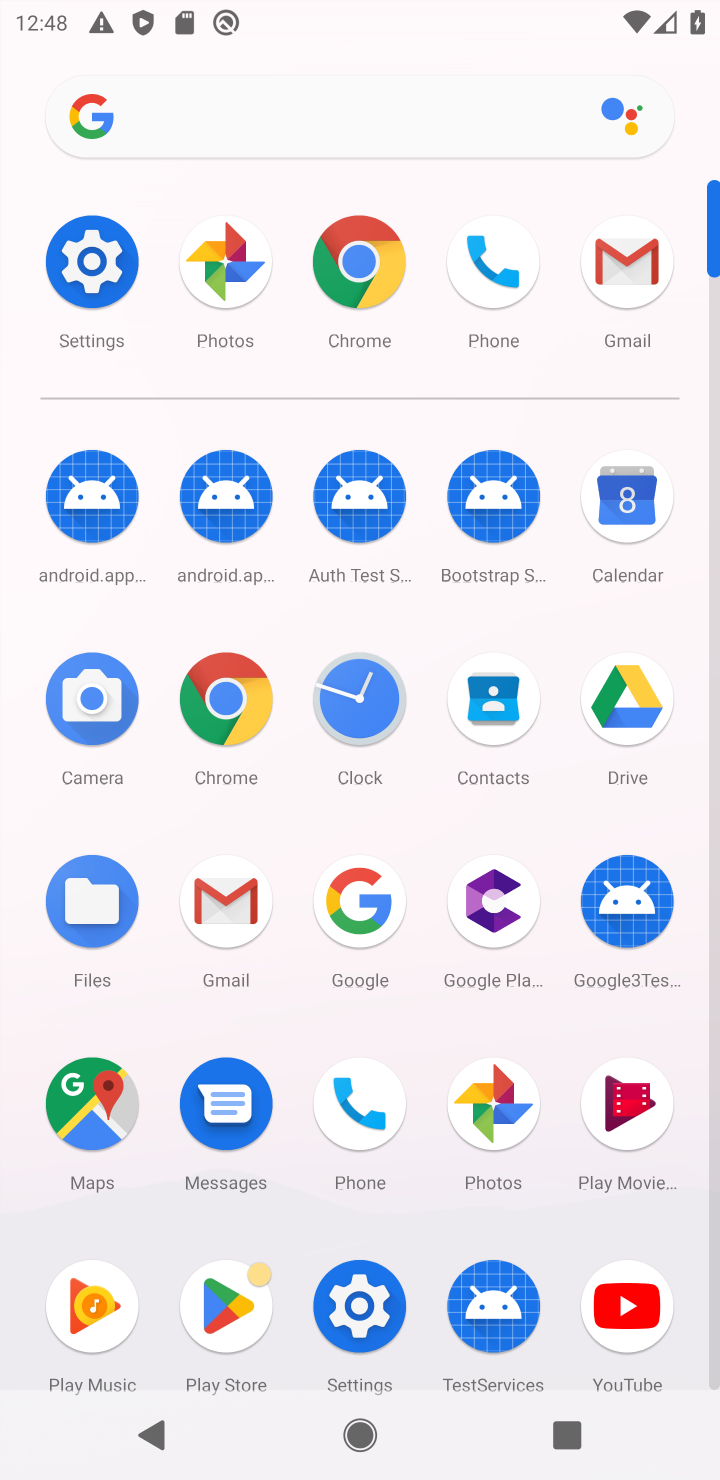 12:48
Settings Photos Chrome Phone Gmail
android.app... android.ap... Auth Test S... Bootstrap S... Calendar
8
Camera Chrome Clock Contacts Drive
Files Gmail Google Google Pla... Google3Tes...
Maps Messages Phone Photos Play Movie...
Play Music Play Store Settings TestServices YouTube